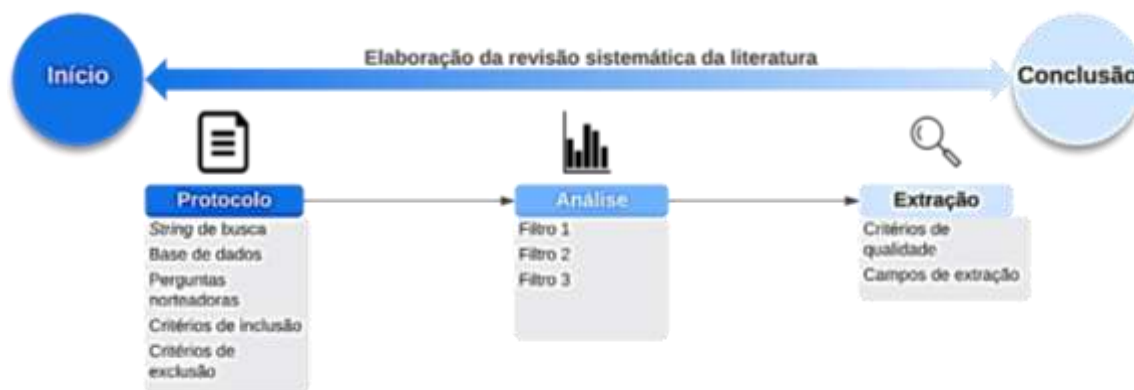 Início
Elaboração da revisão sistemática da literatura
Conclusão
Protocolo
String de busca
Base de dados
Perguntas
norteadoras
Critérios de inclusão
Critérios de
exclusão
Análise
Filtro 1
Filtro 2
Filtro 3
Extração
Critérios de
qualidade
Campos de extração